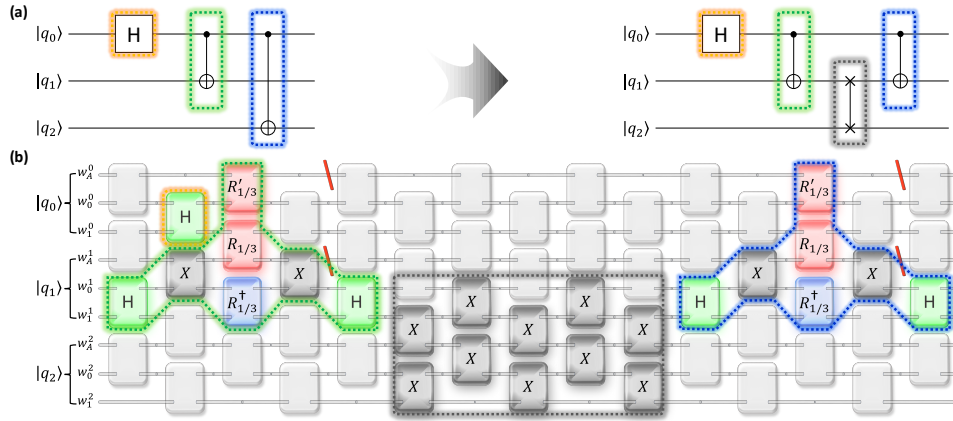 (a)
|q₀⟩ H |q₀⟩ H
|q₁⟩ |q₁⟩
|q₂⟩ |q₂⟩
(b)
w_A^0 R′_{1/3} R′_{1/3}
|q₀⟩ w_0^0 H
w_1^0 R_{1/3} R_{1/3}
w_A^1 X X X X
|q₁⟩ w_0^1 H H X X H H
w_1^1 R†_{1/3} X X X R†_{1/3}
w_A^2 X X
|q₂⟩ w_0^2 X X X
w_1^2